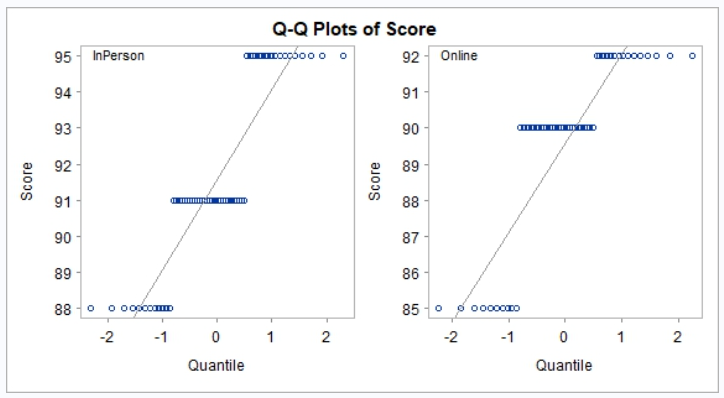 Q-Q Plots of Score
InPerson
Online
95
94
93
92
91
90
89
88
92
91
90
89
88
87
86
85
Score
Score
-2 -1 0 1 2
-2 -1 0 1 2
Quantile
Quantile